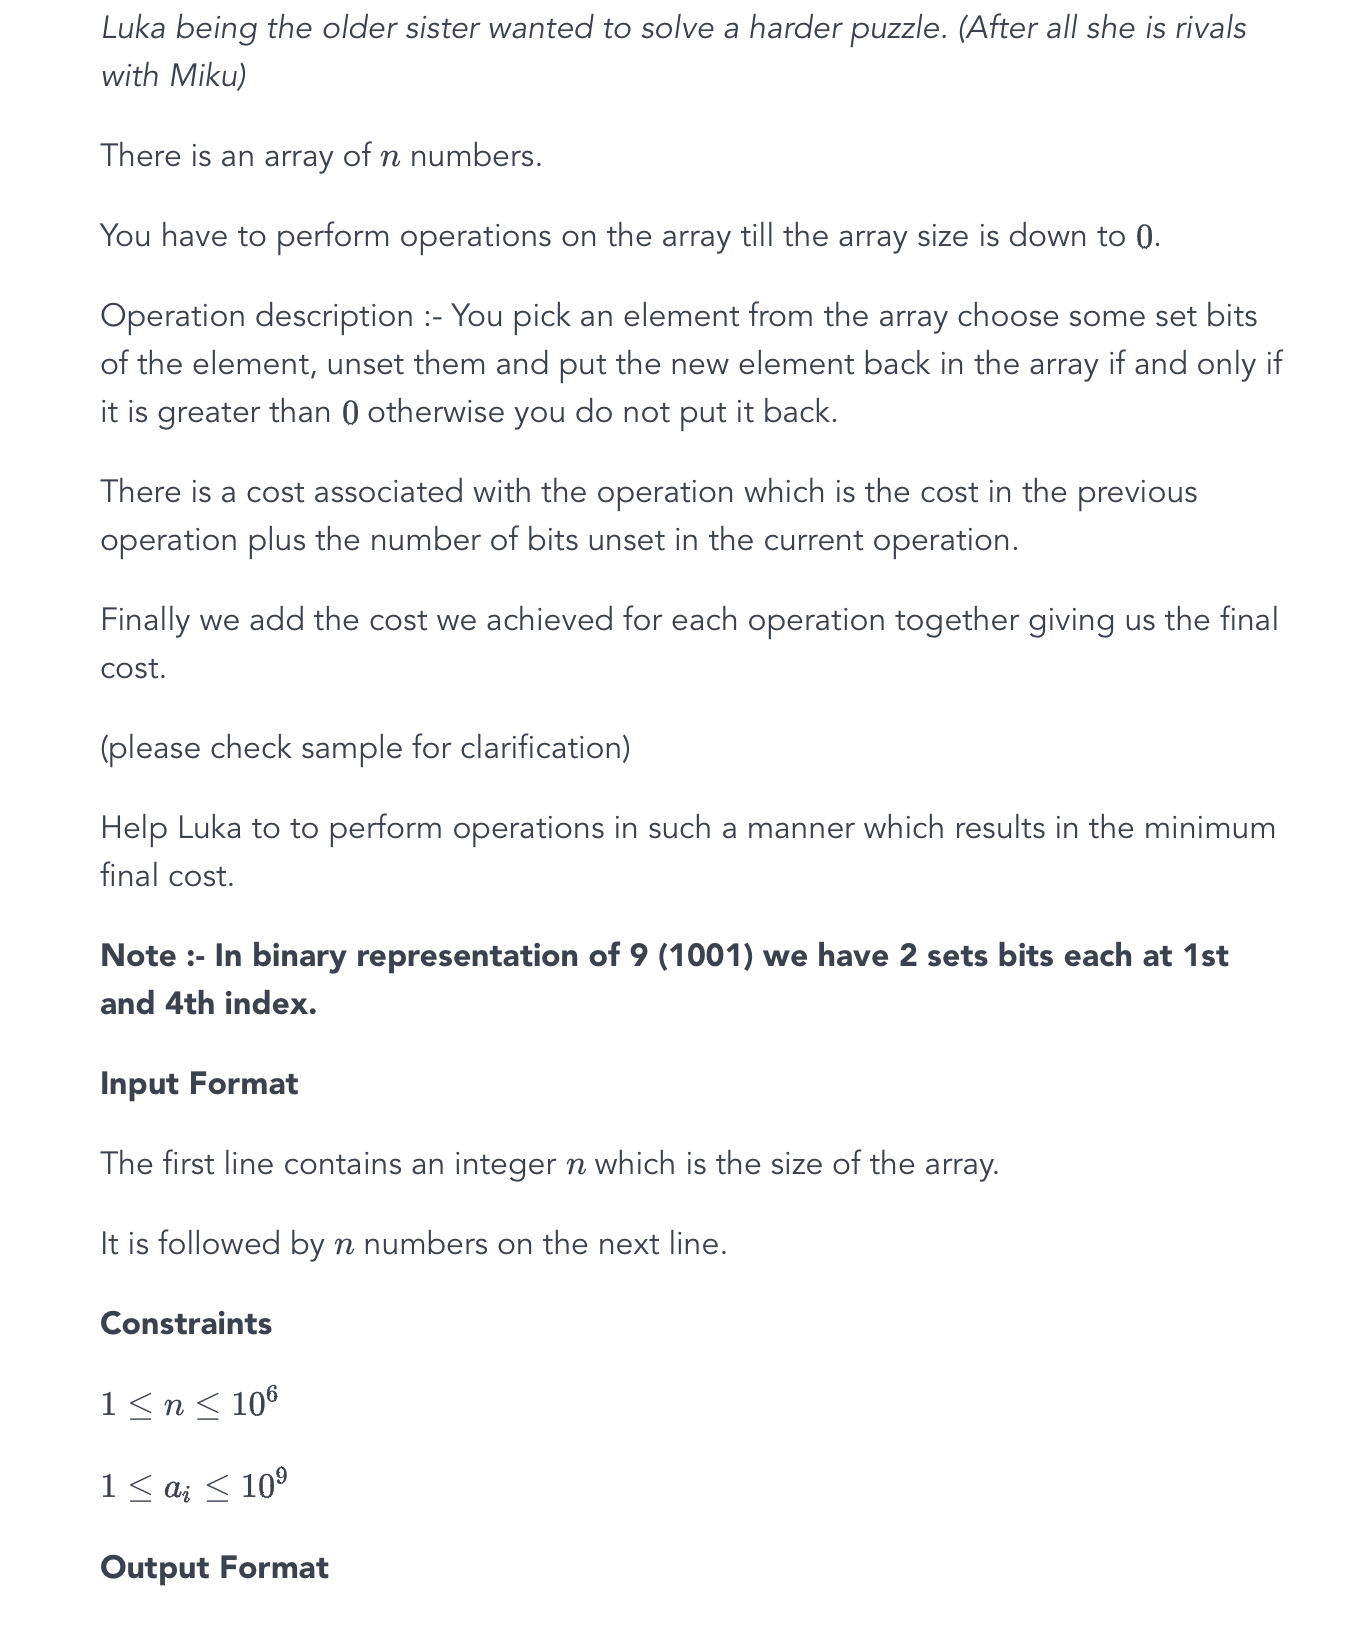 Luka being the older sister wanted to solve a harder puzzle. (After all she is rivals
with Miku)
There is an array of n numbers.
You have to perform operations on the array till the array size is down to 0.
Operation description :- You pick an element from the array choose some set bits
of the element, unset them and put the new element back in the array if and only if
it is greater than 0 otherwise you do not put it back.
There is a cost associated with the operation which is the cost in the previous
operation plus the number of bits unset in the current operation.
Finally we add the cost we achieved for each operation together giving us the final
cost.
(please check sample for clarification)
Help Luka to to perform operations in such a manner which results in the minimum
final cost.
Note :- In binary representation of 9 (1001) we have 2 sets bits each at 1st
and 4th index.
Input Format
The first line contains an integer n which is the size of the array.
It is followed by n numbers on the next line.
Constraints
1 ≤ n ≤ 10⁶
1 ≤ aᵢ ≤ 10⁹
Output Format